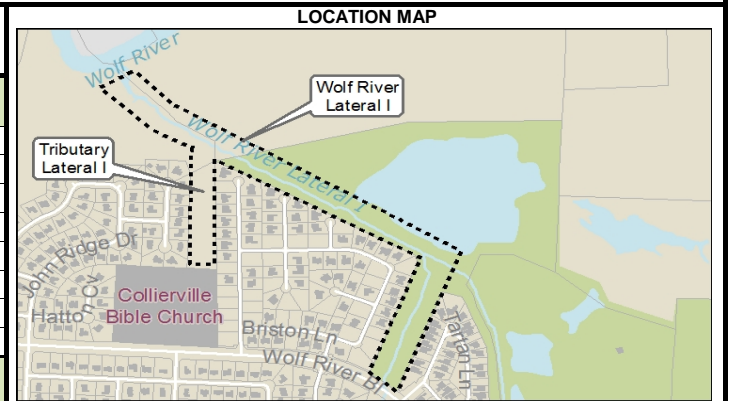 LOCATION MAP
Wolf River
Wolf River
Lateral I
Wolf River Lateral I
Tributary
Lateral I
John Ridge Dr
Hatton Cv
Collierville
Bible Church
Briston Ln
Wolf River Bl
Tarlan Ln